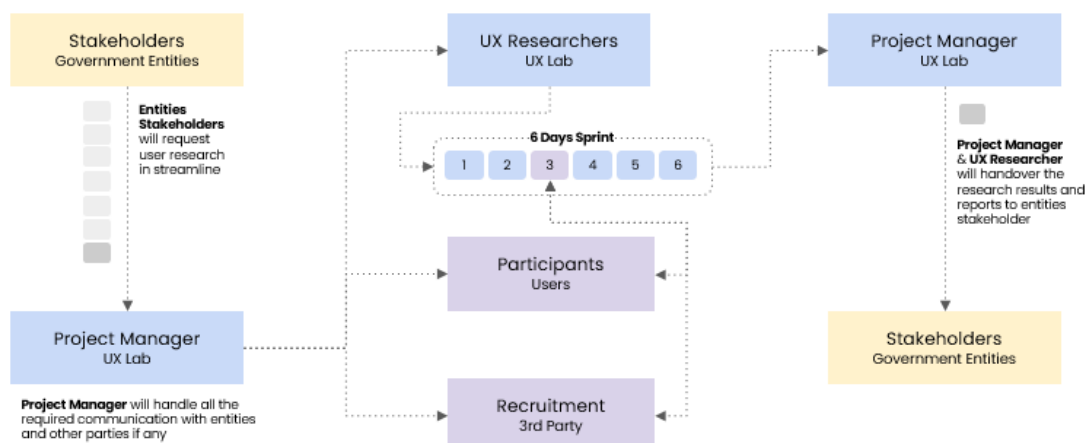 Stakeholders
Government Entities
Entities
Stakeholders
will request
user research
in streamline
Project Manager
UX Lab
Project Manager will handle all the
required communication with entities
and other parties if any
UX Researchers
UX Lab
6 Days Sprint
1 2 3 4 5 6
Participants
Users
Recruitment
3rd Party
Project Manager
UX Lab
Project Manager
& UX Researcher
will handover the
research results and
reports to entities
stakeholder
Stakeholders
Government Entities